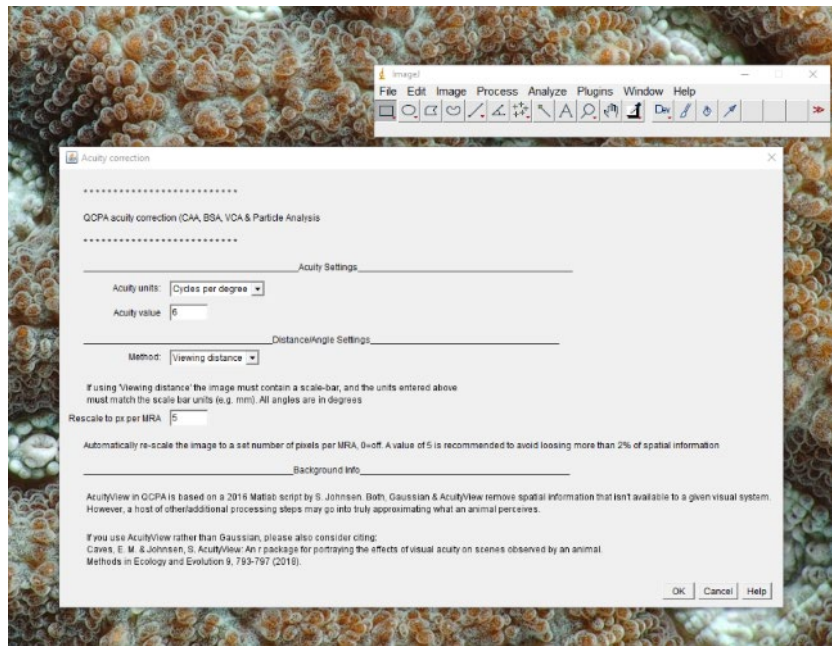 ImageJ
File Edit Image Process Analyze Plugins Window Help
Dev
Acuity correction
* * * * * * * * * * * * * * * * * * * * * * * * * *
QCPA acuity correction (CAA, BSA, VCA & Particle Analysis
* * * * * * * * * * * * * * * * * * * * * * * * * *
Acuity Settings
Acuity units: Cycles per degree
Acuity value 6
Distance/Angle Settings
Method: Viewing distance
If using 'Viewing distance' the image must contain a scale-bar, and the units entered above
must match the scale bar units (e.g. mm). All angles are in degrees
Rescale to px per MRA 5
Automatically re-scale the image to a set number of pixels per MRA, 0=off. A value of 5 is recommended to avoid loosing more than 2% of spatial information
Background info
AcuityView in QCPA is based on a 2016 Matlab script by S. Johnsen. Both, Gaussian & AcuityView remove spatial information that isn't available to a given visual system.
However, a host of other/additional processing steps may go into truly approximating what an animal perceives.
If you use AcuityView rather than Gaussian, please also consider citing:
Caves, E. M. & Johnsen, S. AcuityView: An r package for portraying the effects of visual acuity on scenes observed by an animal.
Methods in Ecology and Evolution 9, 793-797 (2018).
OK Cancel Help